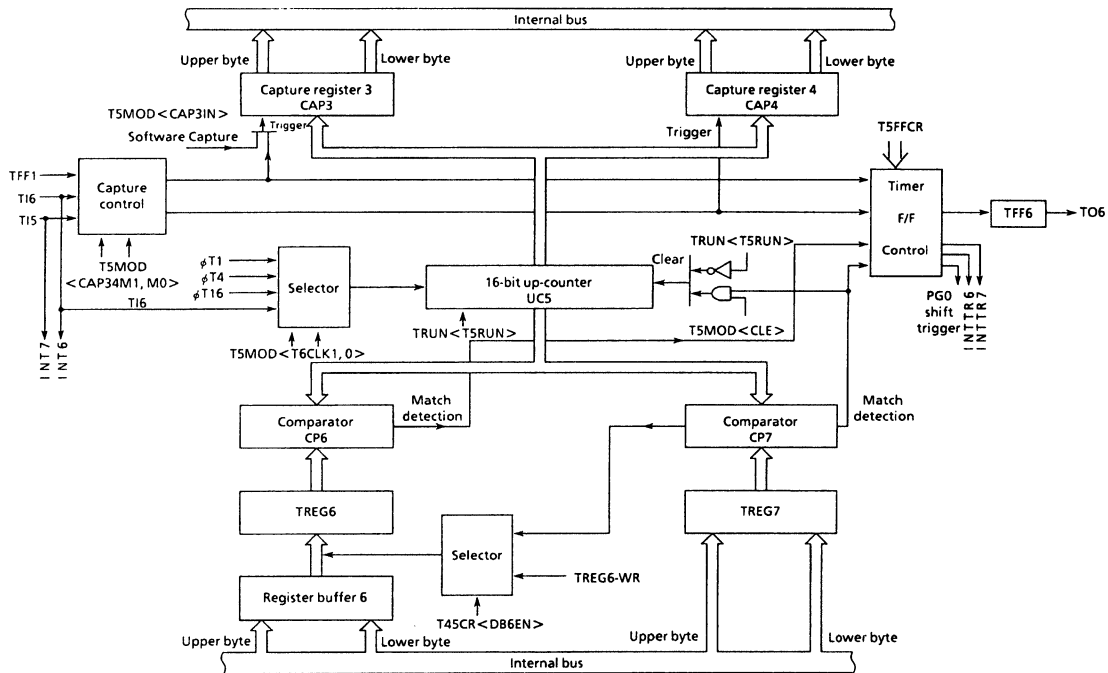 Internal bus
Upper byte
Lower byte
Upper byte
Lower byte
Capture register 3
CAP3
Capture register 4
CAP4
T5MOD<CAP3IN>
Trigger
Software Capture
Trigger
T5FFCR
TFF1
TI6
TI5
Capture
control
Timer
F/F
Control
TFF6
TO6
T5MOD
<CAP34M1, M0>
TI6
φT1
φT4
φT16
Selector
16-bit up-counter
UC5
Clear
TRUN<T5RUN>
TRUN<T5RUN>
T5MOD<CLE>
PG0
shift
trigger
INTTR6
INTTR7
INT7
INT6
T5MOD<T6CLK1, 0>
Match
detection
Match
detection
Comparator
CP6
Comparator
CP7
TREG6
TREG7
Selector
TREG6-WR
Register buffer 6
T45CR<DB6EN>
Upper byte
Lower byte
Upper byte
Lower byte
Internal bus